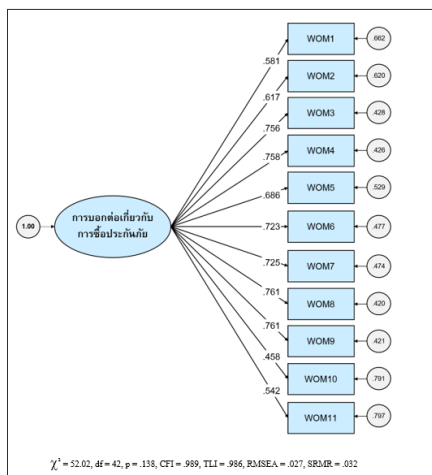 .581
WOM1
.662
.617
WOM2
.620
.756
WOM3
.428
.758
WOM4
.426
.686
WOM5
.529
1.00
การบอกต่อเกี่ยวกับ
การซื้อประกันภัย
.723
WOM6
.477
.725
WOM7
.474
.761
WOM8
.420
.761
WOM9
.421
.458
WOM10
.791
.542
WOM11
.797
χ² = 52.02, df = 42, p = .138, CFI = .989, TLI = .986, RMSEA = .027, SRMR = .032